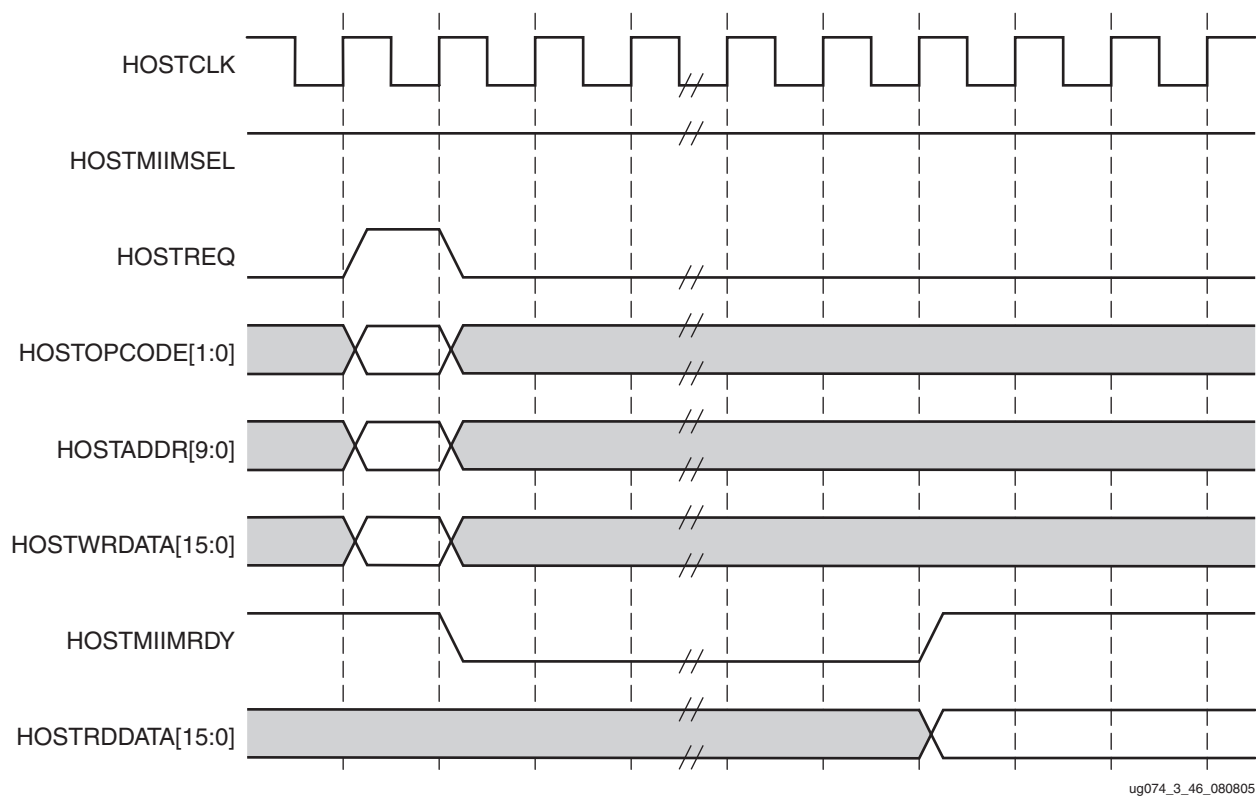 HOSTCLK
HOSTMIIMSEL
HOSTREQ
HOSTOPCODE[1:0]
HOSTADDR[9:0]
HOSTWRDATA[15:0]
HOSTMIIMRDY
HOSTRDDATA[15:0]
ug074_3_46_080805